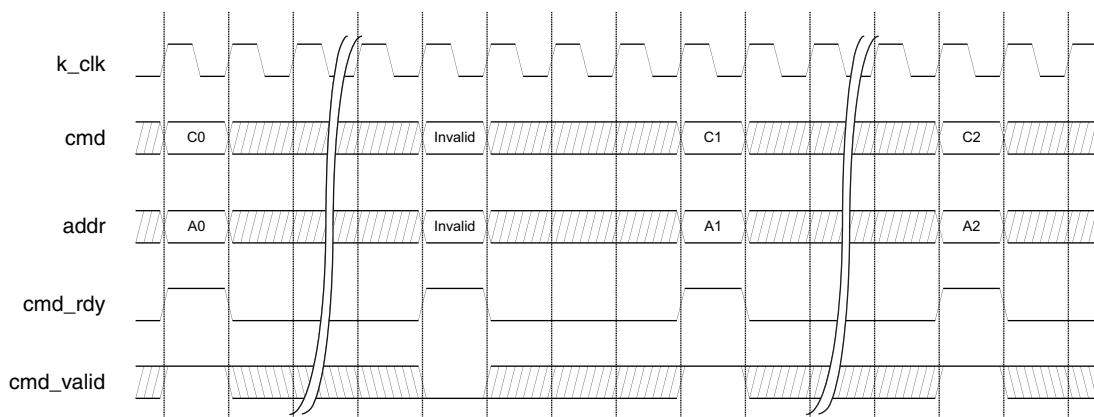 k_clk
cmd C0 Invalid C1 C2
addr A0 Invalid A1 A2
cmd_rdy
cmd_valid